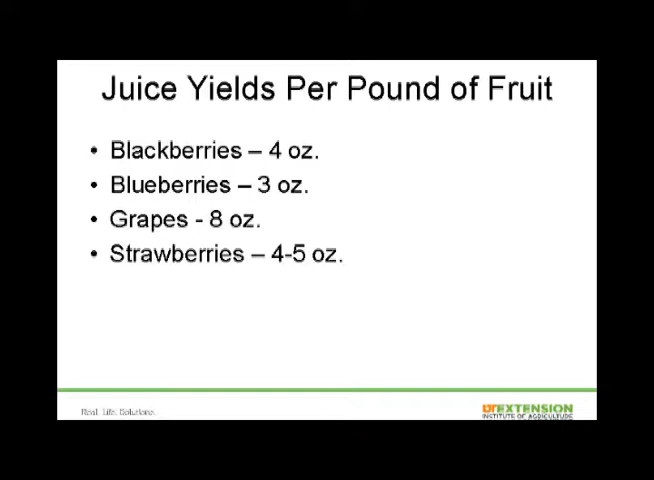 Juice Yields Per Pound of Fruit
• Blackberries – 4 oz.
• Blueberries – 3 oz.
• Grapes - 8 oz.
• Strawberries – 4-5 oz.
Real. Life. Solutions.
UTEXTENSION
INSTITUTE OF AGRICULTURE